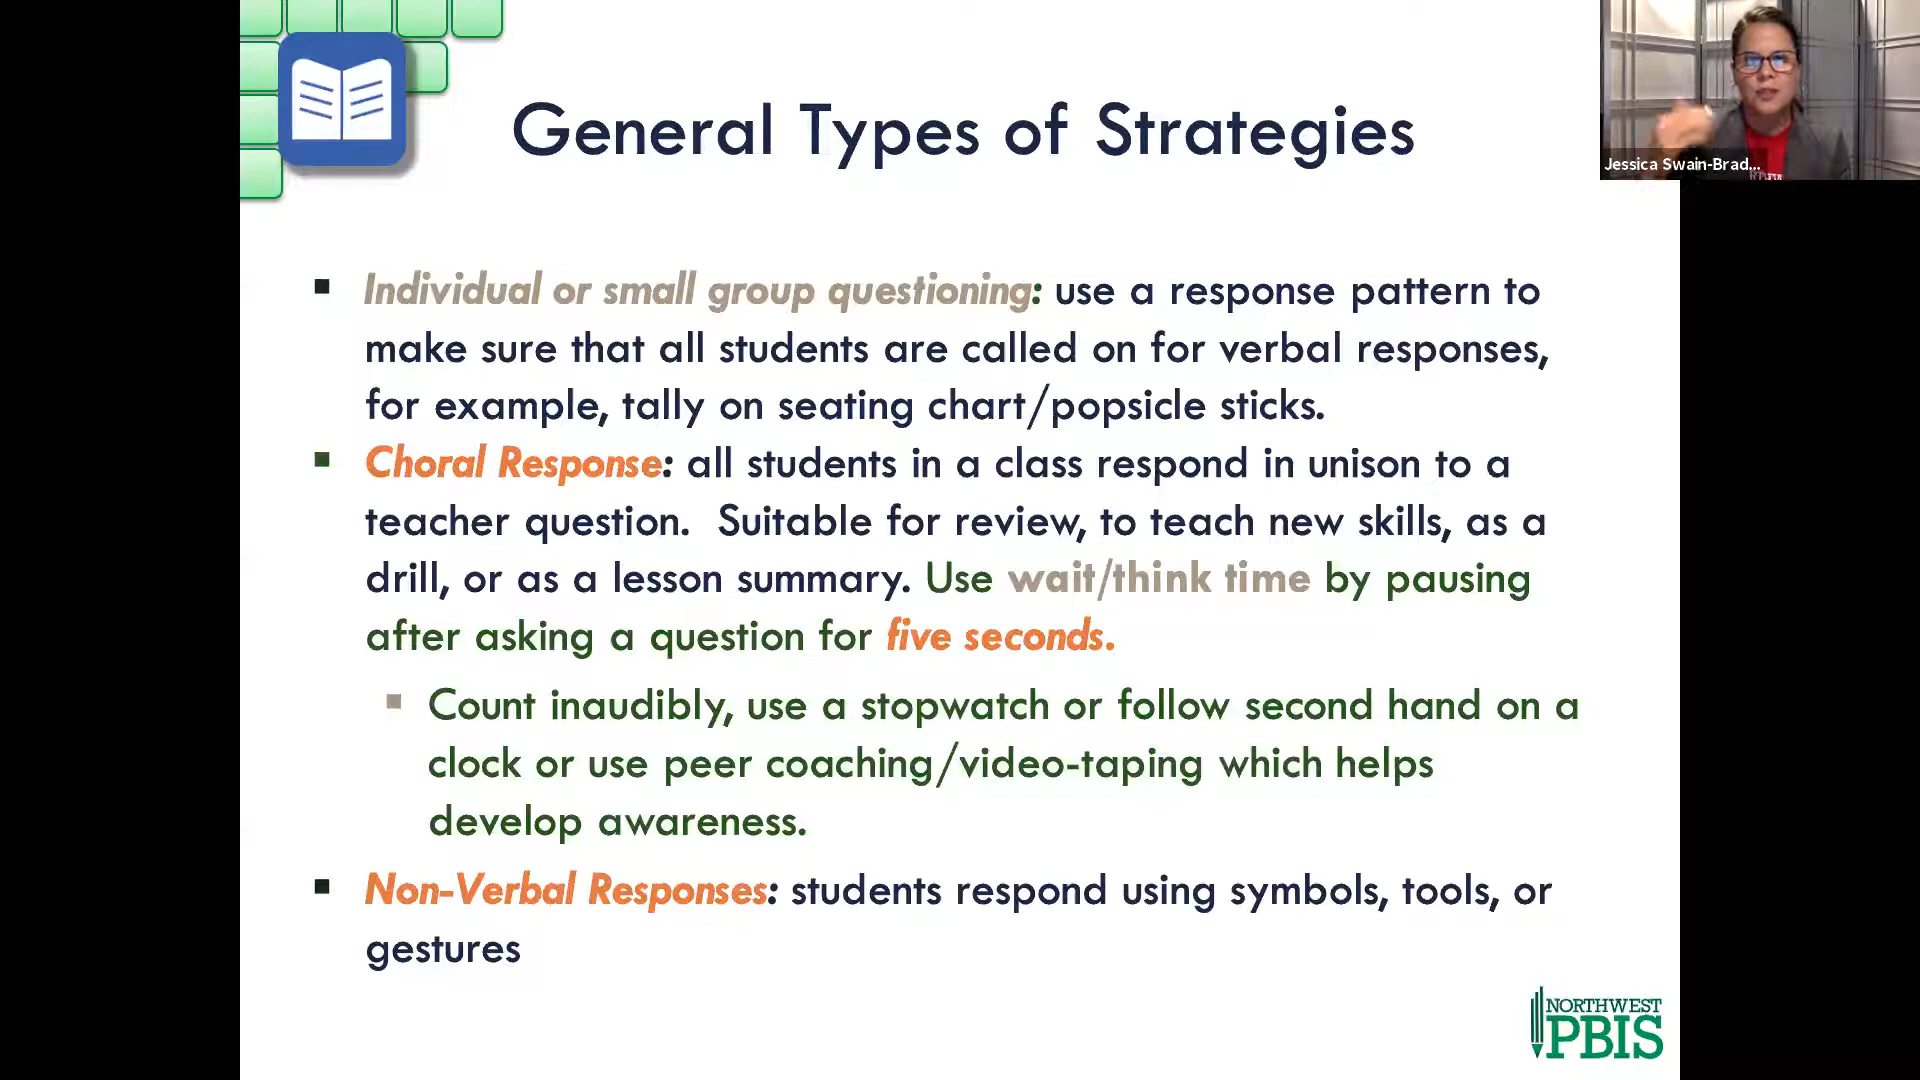 General Types of Strategies
Jessica Swain-Brad...
Individual or small group questioning: use a response pattern to
make sure that all students are called on for verbal responses,
for example, tally on seating chart/popsicle sticks.
Choral Response: all students in a class respond in unison to a
teacher question. Suitable for review, to teach new skills, as a
drill, or as a lesson summary. Use wait/think time by pausing
after asking a question for five seconds.
Count inaudibly, use a stopwatch or follow second hand on a
clock or use peer coaching/video-taping which helps
develop awareness.
Non-Verbal Responses: students respond using symbols, tools, or
gestures
NORTHWEST
PBIS